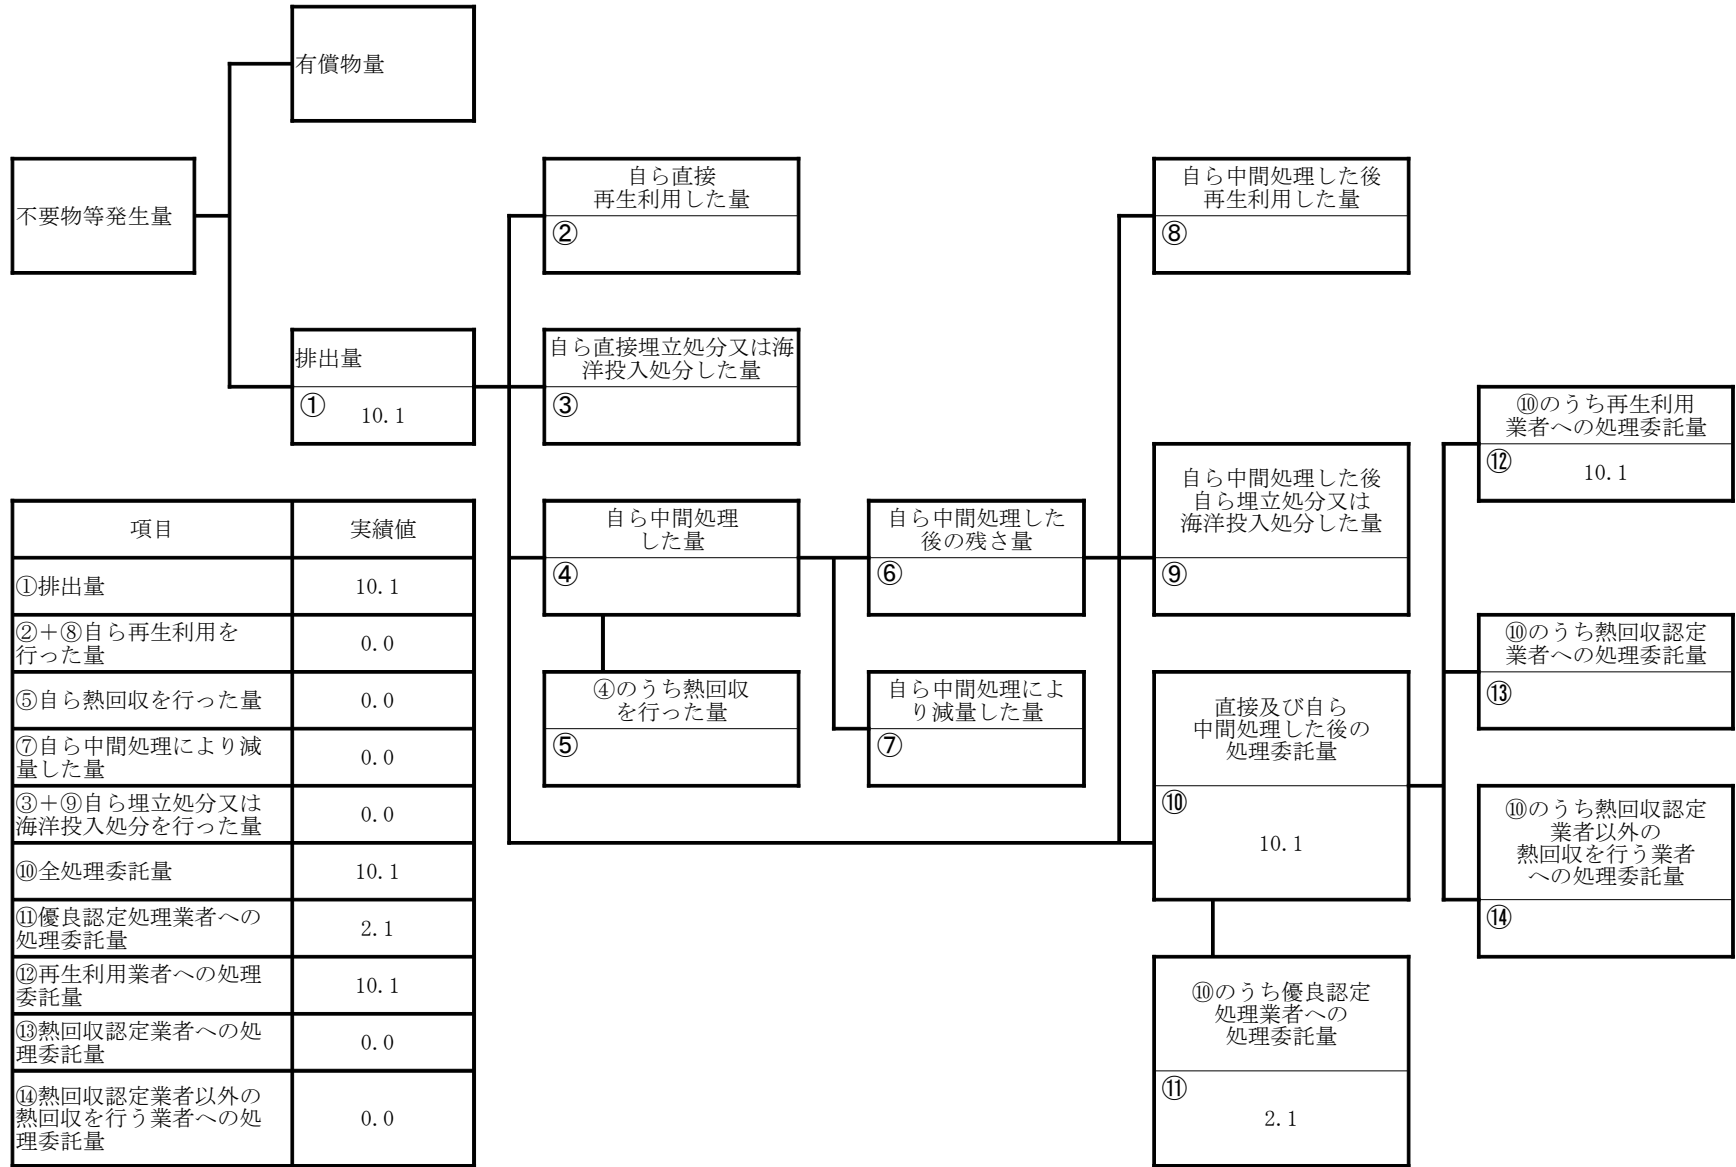 有償物量
不要物等発生量
自ら直接
再生利用した量
②
自ら中間処理した後
再生利用した量
⑧
排出量
① 10.1
自ら直接埋立処分又は海
洋投入処分した量
③
⑩のうち再生利用
業者への処理委託量
⑫ 10.1
自ら中間処理
した量
④
自ら中間処理した
後の残さ量
⑥
自ら中間処理した後
自ら埋立処分又は
海洋投入処分した量
⑨
⑩のうち熱回収認定
業者への処理委託量
⑬
④のうち熱回収
を行った量
⑤
自ら中間処理によ
り減量した量
⑦
直接及び自ら
中間処理した後の
処理委託量
⑩
10.1
⑩のうち熱回収認定
業者以外の
熱回収を行う業者
への処理委託量
⑭
⑩のうち優良認定
処理業者への
処理委託量
⑪
2.1
項目 実績値
①排出量 10.1
②+⑧自ら再生利用を
行った量 0.0
⑤自ら熱回収を行った量 0.0
⑦自ら中間処理により減
量した量 0.0
③+⑨自ら埋立処分又は
海洋投入処分を行った量 0.0
⑩全処理委託量 10.1
⑪優良認定処理業者への
処理委託量 2.1
⑫再生利用業者への処理
委託量 10.1
⑬熱回収認定業者への処
理委託量 0.0
⑭熱回収認定業者以外の
熱回収を行う業者への処
理委託量 0.0